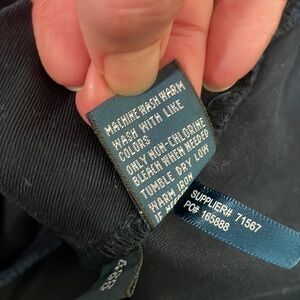 MACHINE WASH WARM
WASH WITH LIKE
COLORS
ONLY NON-CHLORINE
BLEACH WHEN NEEDED
TUMBLE DRY LOW
WARM IRON
IF
SUPPLIER# 71567
PO# 165888